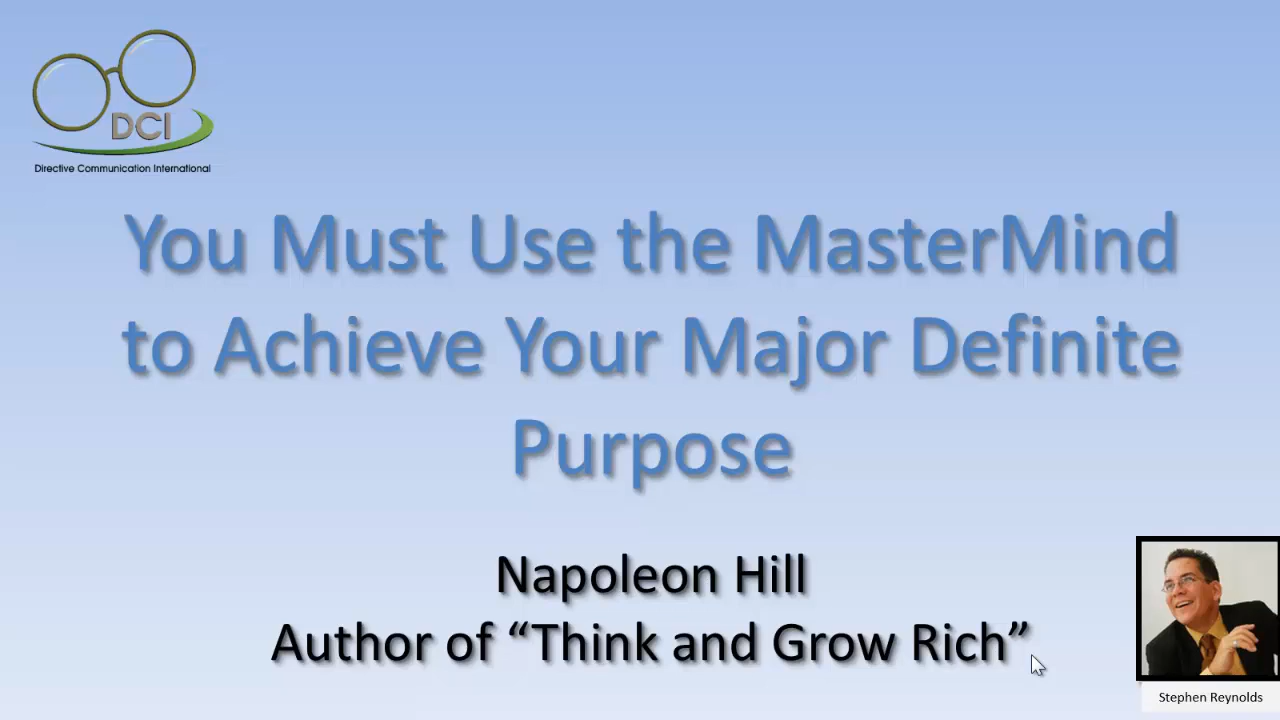 DCI
Directive Communication International
You Must Use the MasterMind
to Achieve Your Major Definite
Purpose
Napoleon Hill
Author of “Think and Grow Rich”
Stephen Reynolds